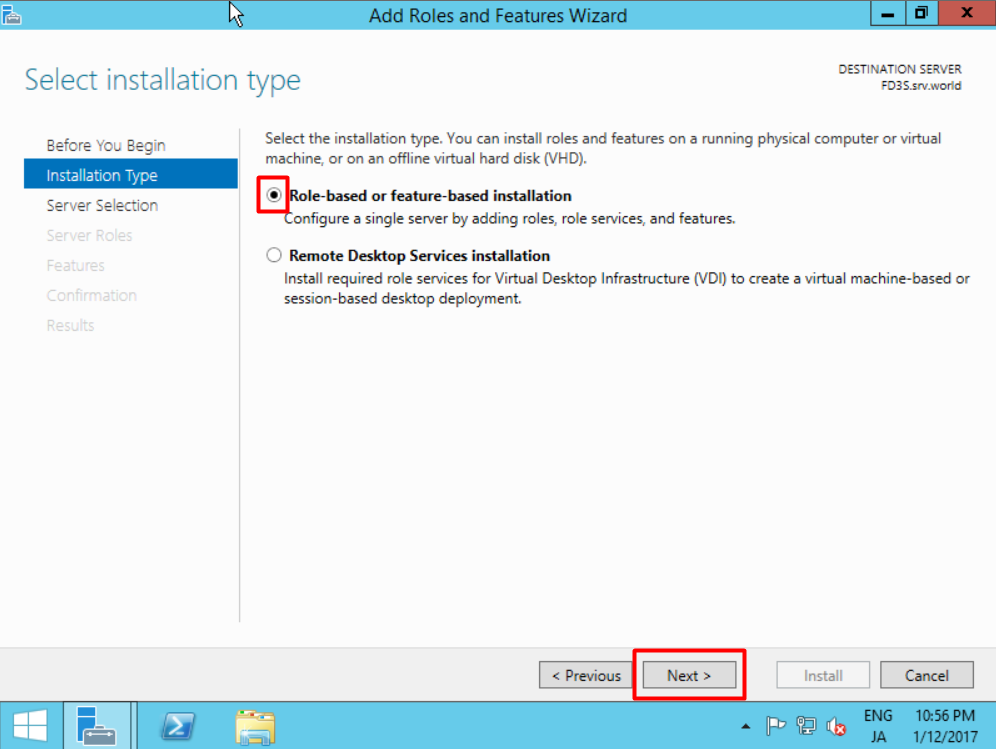 Add Roles and Features Wizard
Select installation type
DESTINATION SERVER
FD3S.srv.world
Before You Begin
Installation Type
Server Selection
Server Roles
Features
Confirmation
Results
Select the installation type. You can install roles and features on a running physical computer or virtual
machine, or on an offline virtual hard disk (VHD).
Role-based or feature-based installation
Configure a single server by adding roles, role services, and features.
Remote Desktop Services installation
Install required role services for Virtual Desktop Infrastructure (VDI) to create a virtual machine-based or
session-based desktop deployment.
< Previous
Next >
Install
Cancel
ENG
JA
10:56 PM
1/12/2017